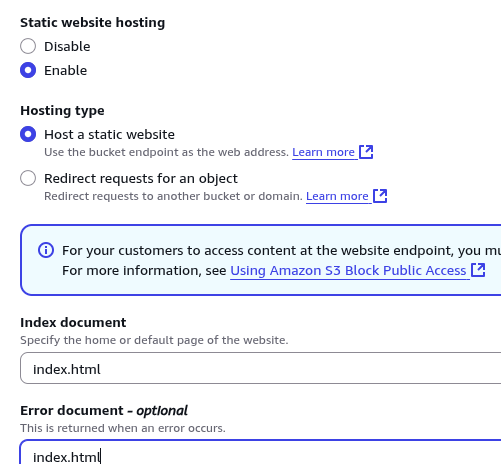 Static website hosting
Disable
Enable
Hosting type
Host a static website
Use the bucket endpoint as the web address. Learn more
Redirect requests for an object
Redirect requests to another bucket or domain. Learn more
For your customers to access content at the website endpoint, you
For more information, see Using Amazon S3 Block Public Access
Index document
Specify the home or default page of the website.
index.html
Error document - optional
This is returned when an error occurs.
index.html